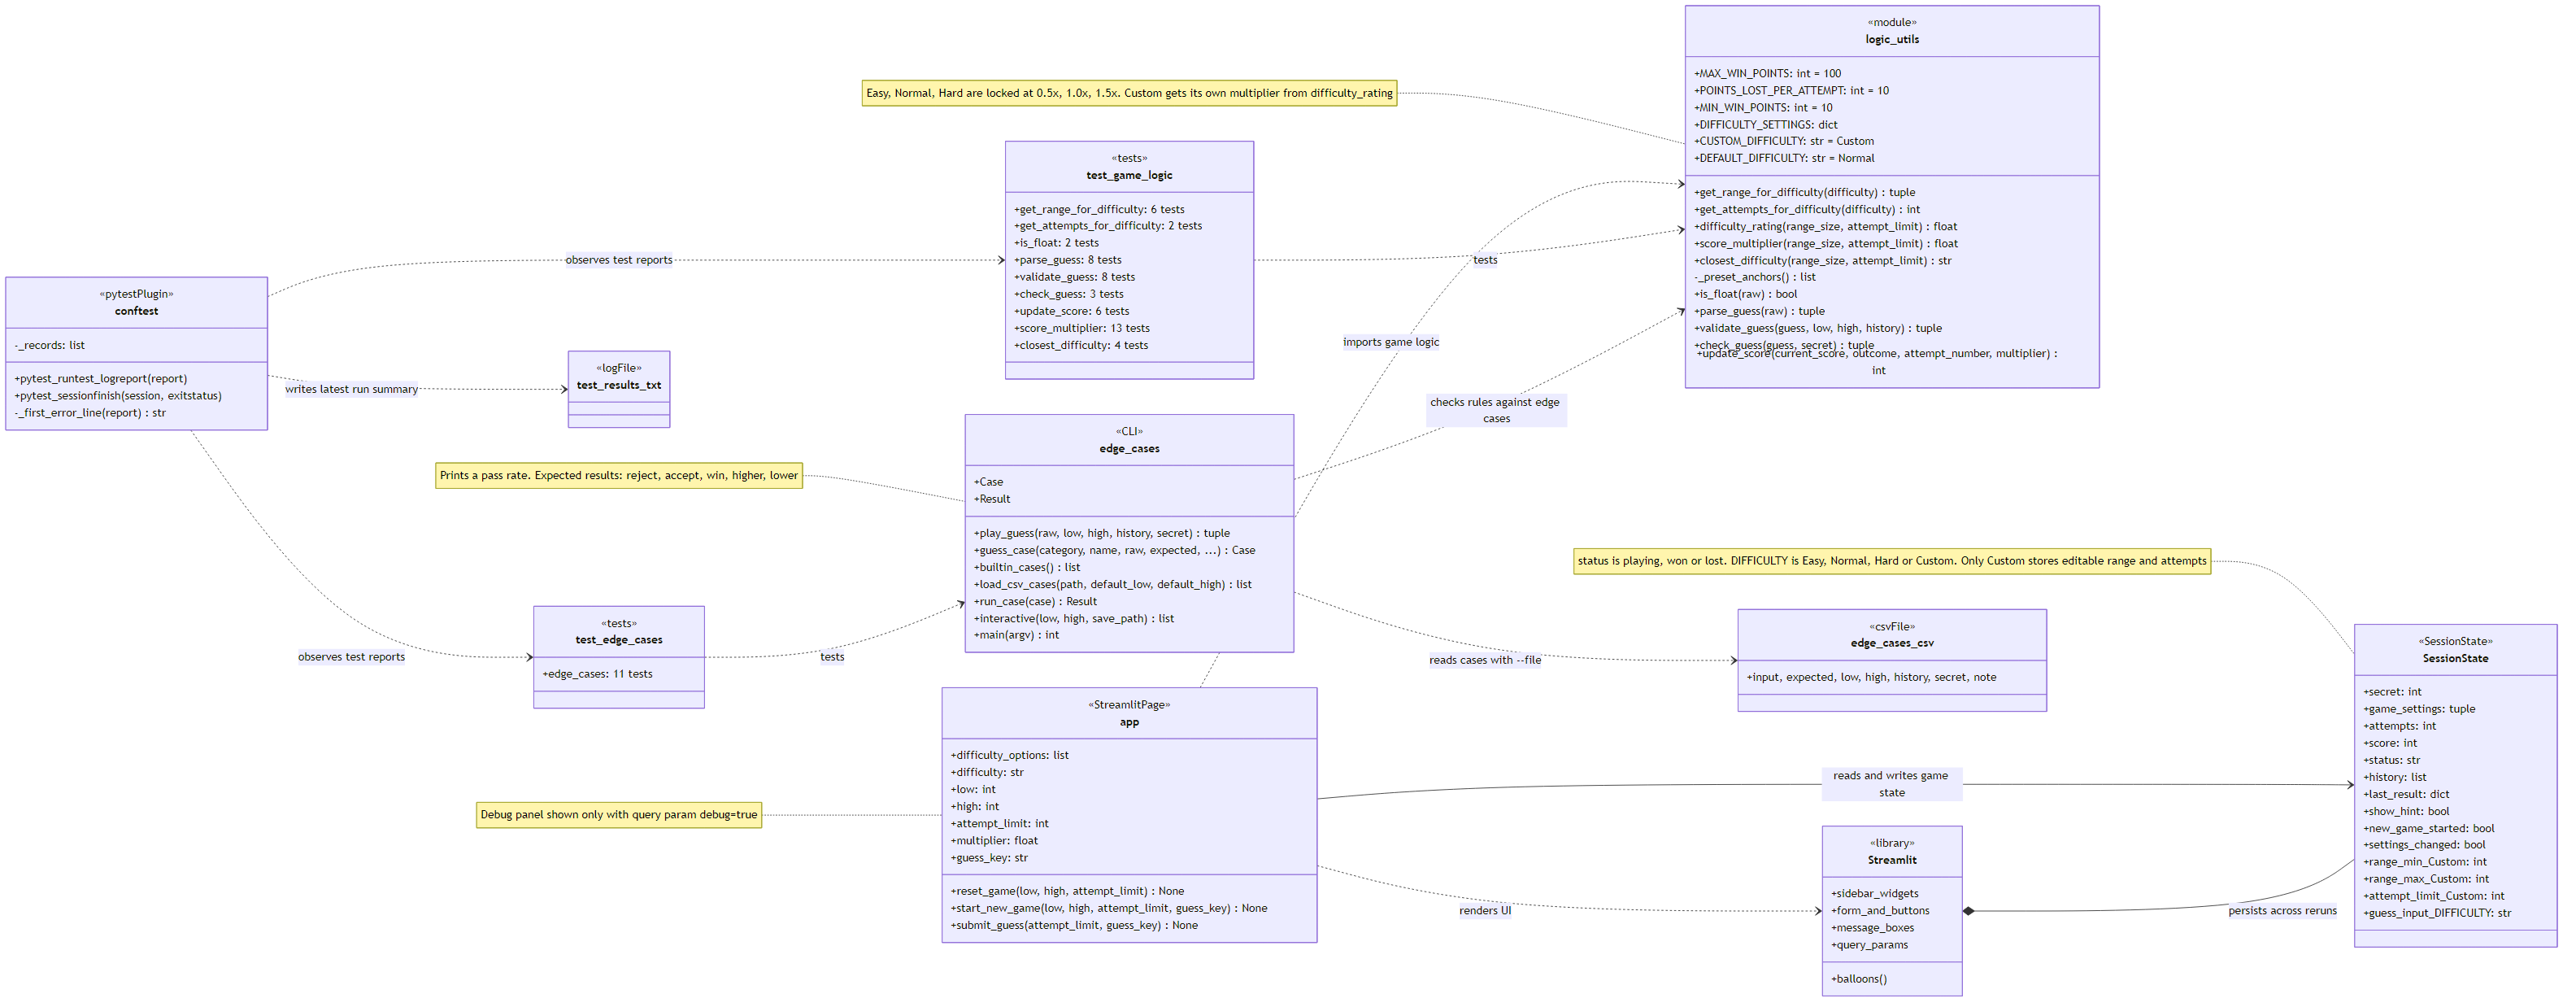 «module»
logic_utils
+MAX_WIN_POINTS: int = 100
+POINTS_LOST_PER_ATTEMPT: int = 10
+MIN_WIN_POINTS: int = 10
+DIFFICULTY_SETTINGS: dict
+CUSTOM_DIFFICULTY: str = Custom
+DEFAULT_DIFFICULTY: str = Normal
+get_range_for_difficulty(difficulty) : tuple
+get_attempts_for_difficulty(difficulty) : int
+difficulty_rating(range_size, attempt_limit) : float
+score_multiplier(range_size, attempt_limit) : float
+closest_difficulty(range_size, attempt_limit) : str
-_preset_anchors() : list
+is_float(raw) : bool
+parse_guess(raw) : tuple
+validate_guess(guess, low, high, history) : tuple
+check_guess(guess, secret) : tuple
+update_score(current_score, outcome, attempt_number, multiplier) :
int
Easy, Normal, Hard are locked at 0.5x, 1.0x, 1.5x. Custom gets its own multiplier from difficulty_rating
«tests»
test_game_logic
+get_range_for_difficulty: 6 tests
+get_attempts_for_difficulty: 2 tests
+is_float: 2 tests
+parse_guess: 8 tests
+validate_guess: 8 tests
+check_guess: 3 tests
+update_score: 6 tests
+score_multiplier: 13 tests
+closest_difficulty: 4 tests
observes test reports
tests
«pytestPlugin»
conftest
-_records: list
+pytest_runtest_logreport(report)
+pytest_sessionfinish(session, exitstatus)
-_first_error_line(report) : str
imports game logic
writes latest run summary
«logFile»
test_results_txt
checks rules against edge
cases
«CLI»
edge_cases
+Case
+Result
+play_guess(raw, low, high, history, secret) : tuple
+guess_case(category, name, raw, expected, ...) : Case
+builtin_cases() : list
+load_csv_cases(path, default_low, default_high) : list
+run_case(case) : Result
+interactive(low, high, save_path) : list
+main(argv) : int
Prints a pass rate. Expected results: reject, accept, win, higher, lower
status is playing, won or lost. DIFFICULTY is Easy, Normal, Hard or Custom. Only Custom stores editable range and attempts
observes test reports
«tests»
test_edge_cases
+edge_cases: 11 tests
tests
reads cases with --file
«csvFile»
edge_cases_csv
+input, expected, low, high, history, secret, note
«StreamlitPage»
app
+difficulty_options: list
+difficulty: str
+low: int
+high: int
+attempt_limit: int
+multiplier: float
+guess_key: str
+reset_game(low, high, attempt_limit) : None
+start_new_game(low, high, attempt_limit, guess_key) : None
+submit_guess(attempt_limit, guess_key) : None
Debug panel shown only with query param debug=true
reads and writes game
state
renders UI
«library»
Streamlit
+sidebar_widgets
+form_and_buttons
+message_boxes
+query_params
+balloons()
persists across reruns
«SessionState»
SessionState
+secret: int
+game_settings: tuple
+attempts: int
+score: int
+status: str
+history: list
+last_result: dict
+show_hint: bool
+new_game_started: bool
+settings_changed: bool
+range_min_Custom: int
+range_max_Custom: int
+attempt_limit_Custom: int
+guess_input_DIFFICULTY: str